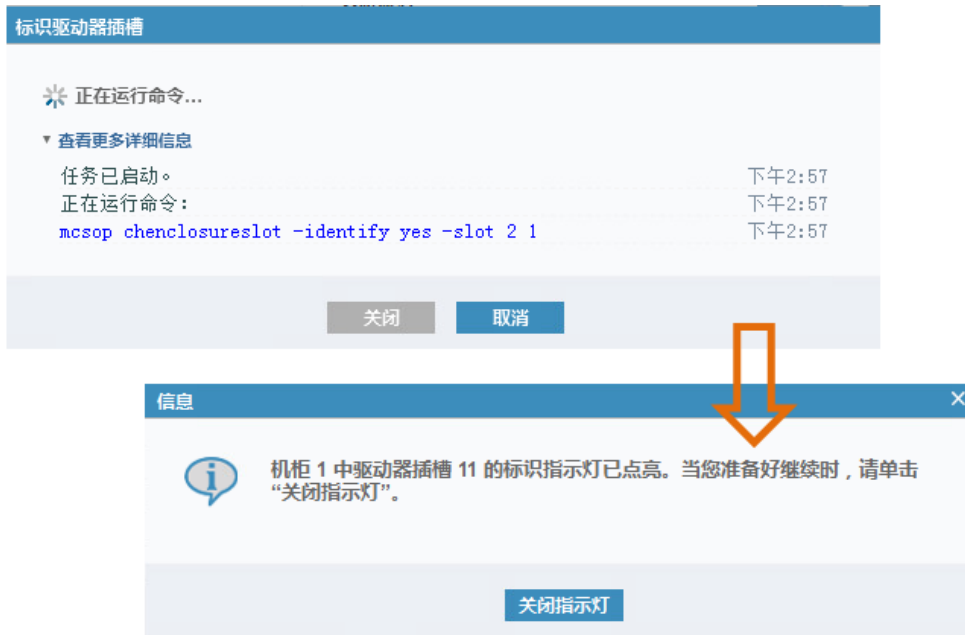 标识驱动器插槽
正在运行命令...
查看更多详细信息
任务已启动。 下午2:57
正在运行命令: 下午2:57
mcsop chenclosureslot -identify yes -slot 2 1 下午2:57
关闭 取消
信息
机柜 1 中驱动器插槽 11 的标识指示灯已点亮。当您准备好继续时，请单击
“关闭指示灯”。
关闭指示灯